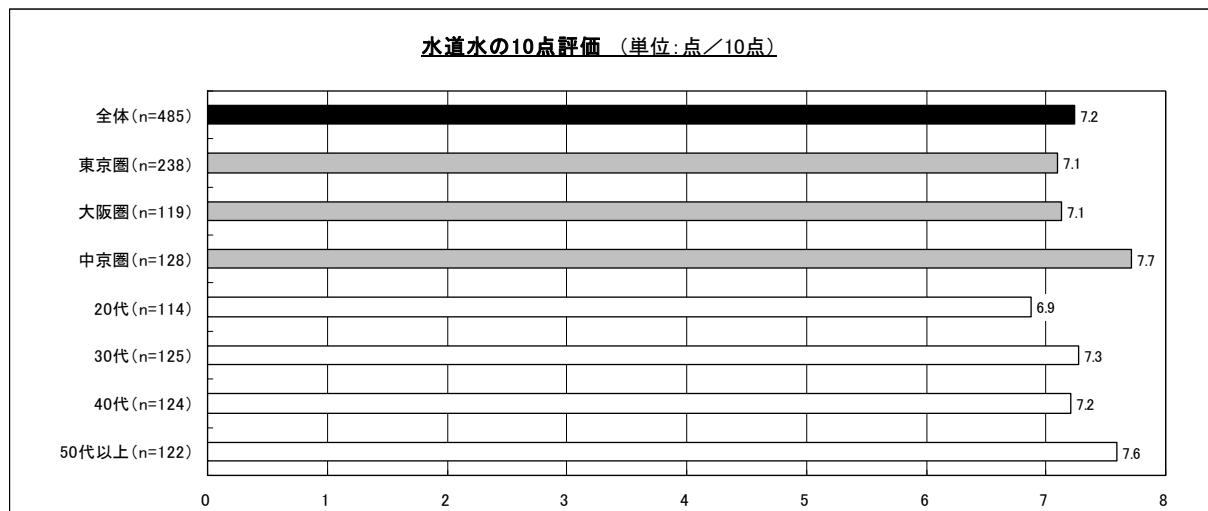 水道水の10点評価 (単位:点/10点)
全体(n=485) 7.2
東京圏(n=238) 7.1
大阪圏(n=119) 7.1
中京圏(n=128) 7.7
20代(n=114) 6.9
30代(n=125) 7.3
40代(n=124) 7.2
50代以上(n=122) 7.6
0 1 2 3 4 5 6 7 8